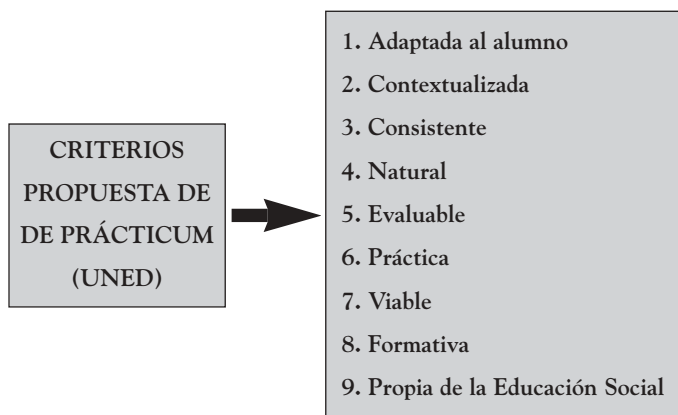 CRITERIOS
PROPUESTA DE
DE PRÁCTICUM
(UNED)
1. Adaptada al alumno
2. Contextualizada
3. Consistente
4. Natural
5. Evaluable
6. Práctica
7. Viable
8. Formativa
9. Propia de la Educación Social